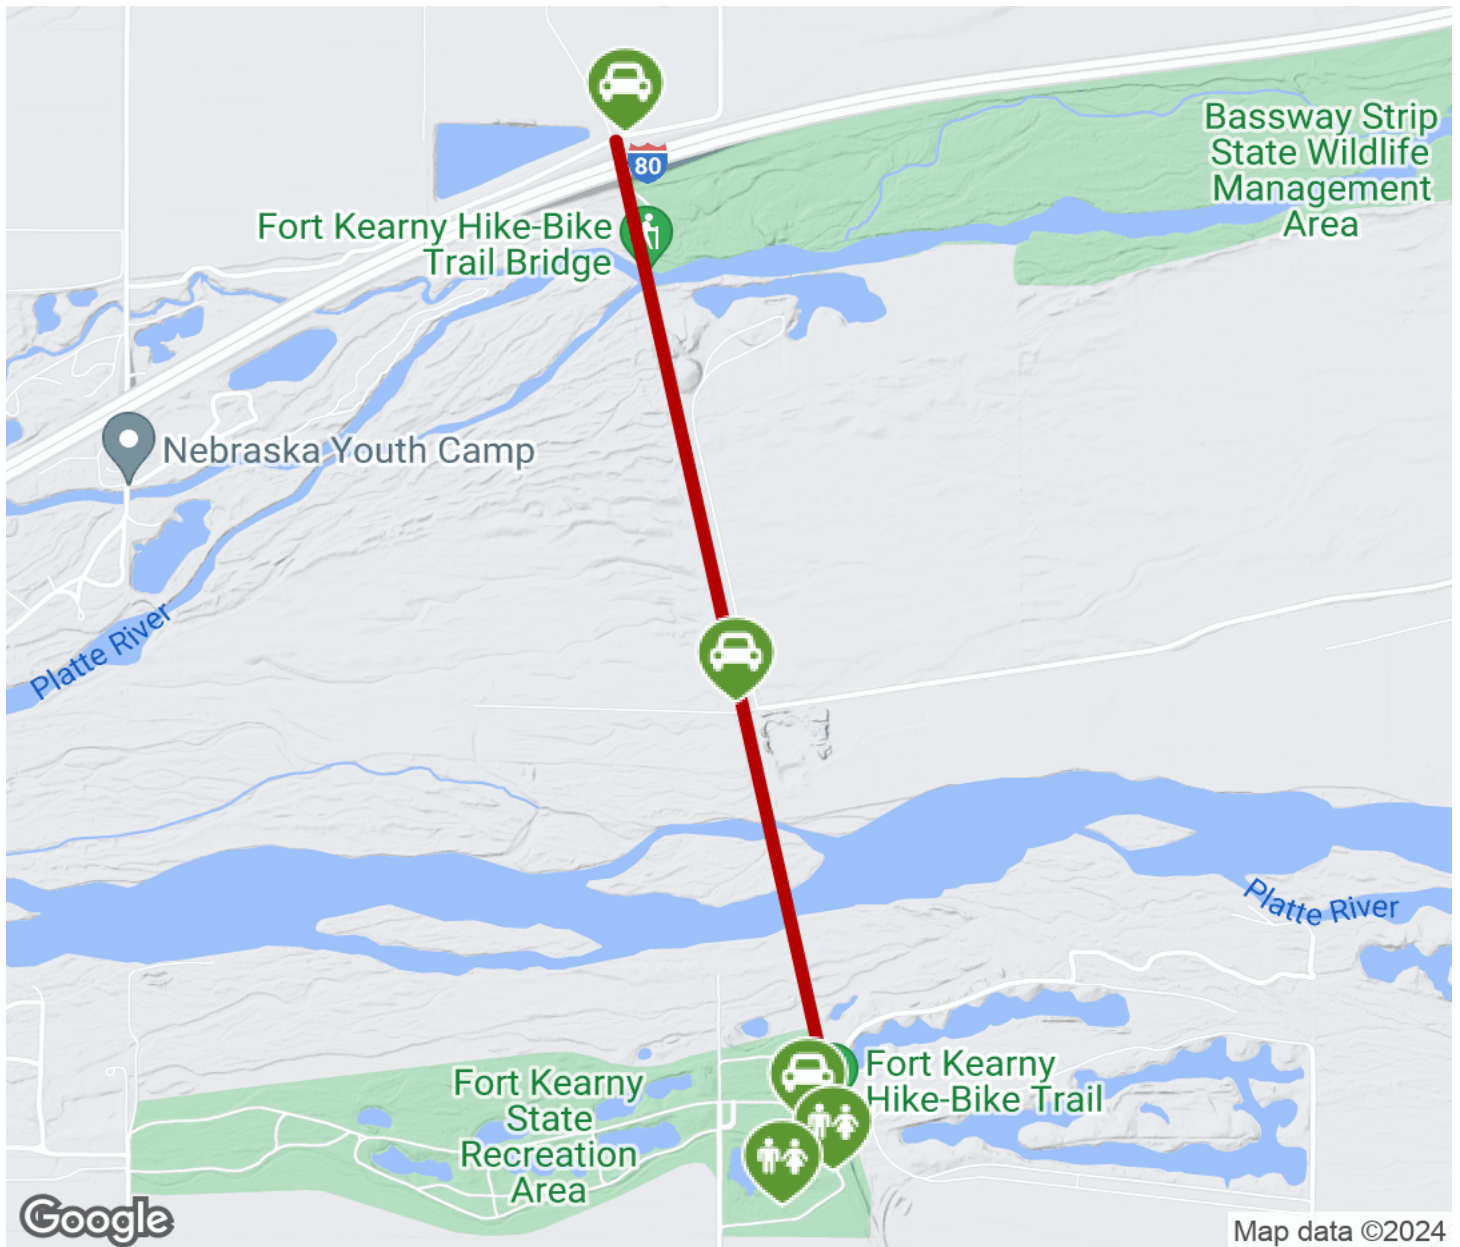 Bassway Strip
State Wildlife
Management
Area
80
Fort Kearny Hike-Bike
Trail Bridge
Nebraska Youth Camp
Platte River
Platte River
Fort Kearny
Hike-Bike Trail
Fort Kearny
State
Recreation
Area
Google
Map data ©2024